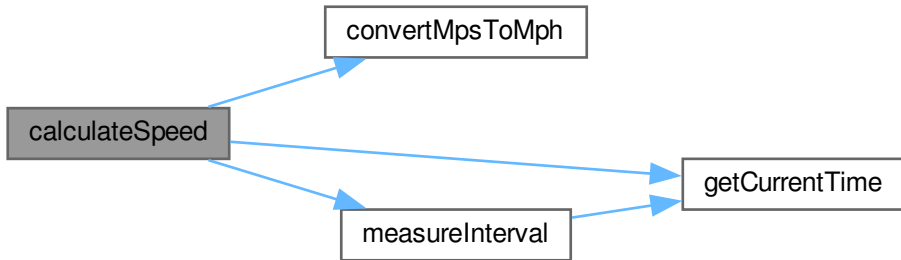 convertMpsToMph
calculateSpeed
getCurrentTime
measureInterval